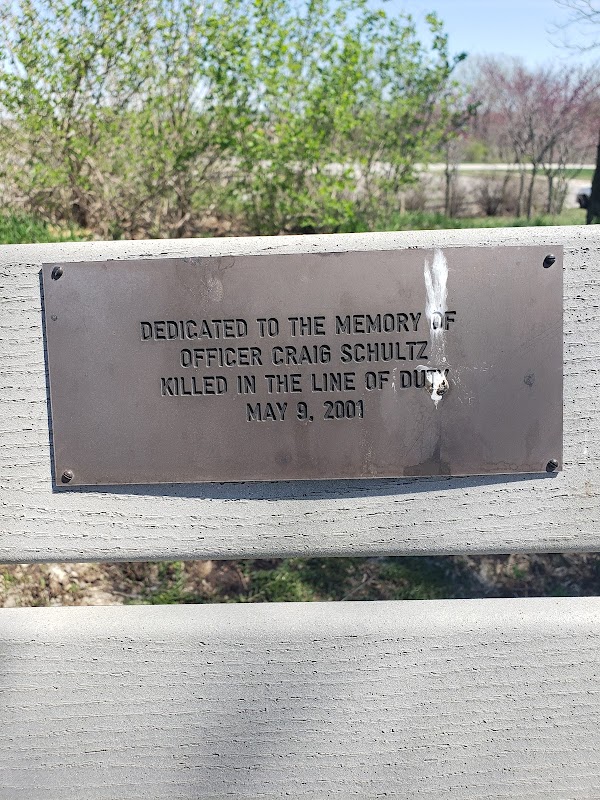 DEDICATED TO THE MEMORY OF
OFFICER CRAIG SCHULTZ
KILLED IN THE LINE OF DUTY
MAY 9, 2001